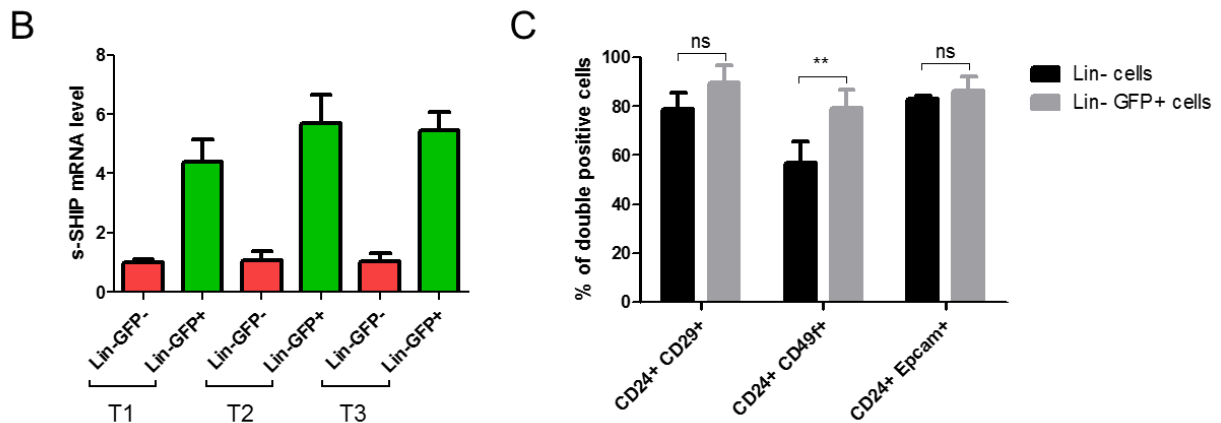 B
s-SHIP mRNA level
8
6
4
2
0
Lin-GFP-
Lin-GFP+
Lin-GFP-
Lin-GFP+
Lin-GFP-
Lin-GFP+
T1
T2
T3
C
% of double positive cells
100
80
60
40
20
0
ns
**
ns
CD24+ CD29+
CD24+ CD49f+
CD24+ Epcam+
Lin- cells
Lin- GFP+ cells